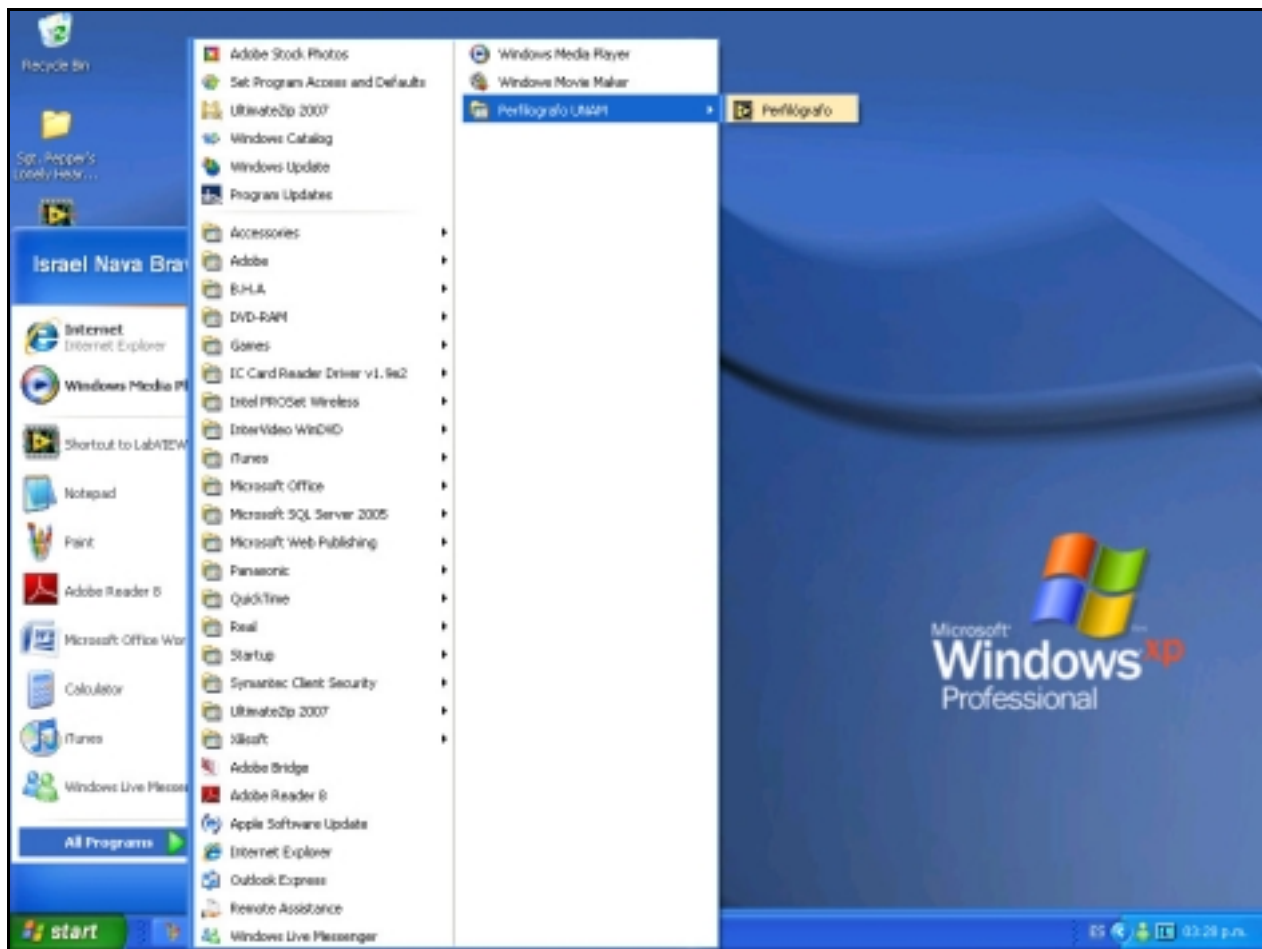 Recycle Bin
Sgt. Pepper's
Lonely Hear...
Israel Nava Brav
Internet
Internet Explorer
Windows Media Pl
Shortcut to LabVIEW
Notepad
Paint
Adobe Reader 8
Microsoft Office Wor
Calculator
iTunes
Windows Live Messen
All Programs
Adobe Stock Photos
Set Program Access and Defaults
UltimateZip 2007
Windows Catalog
Windows Update
Program Updates
Accessories
Adobe
B.H.A
DVD-RAM
Games
IC Card Reader Driver v1.9e2
Intel PROSet Wireless
InterVideo WinDVD
iTunes
Microsoft Office
Microsoft SQL Server 2005
Microsoft Web Publishing
Panasonic
QuickTime
Real
Startup
Symantec Client Security
UltimateZip 2007
Xilisoft
Adobe Bridge
Adobe Reader 8
Apple Software Update
Internet Explorer
Outlook Express
Remote Assistance
Windows Live Messenger
Windows Media Player
Windows Movie Maker
Perfilografo UNAM
Perfilógrafo
Microsoft
Windows xp
Professional
start
ES
03:28 p.m.